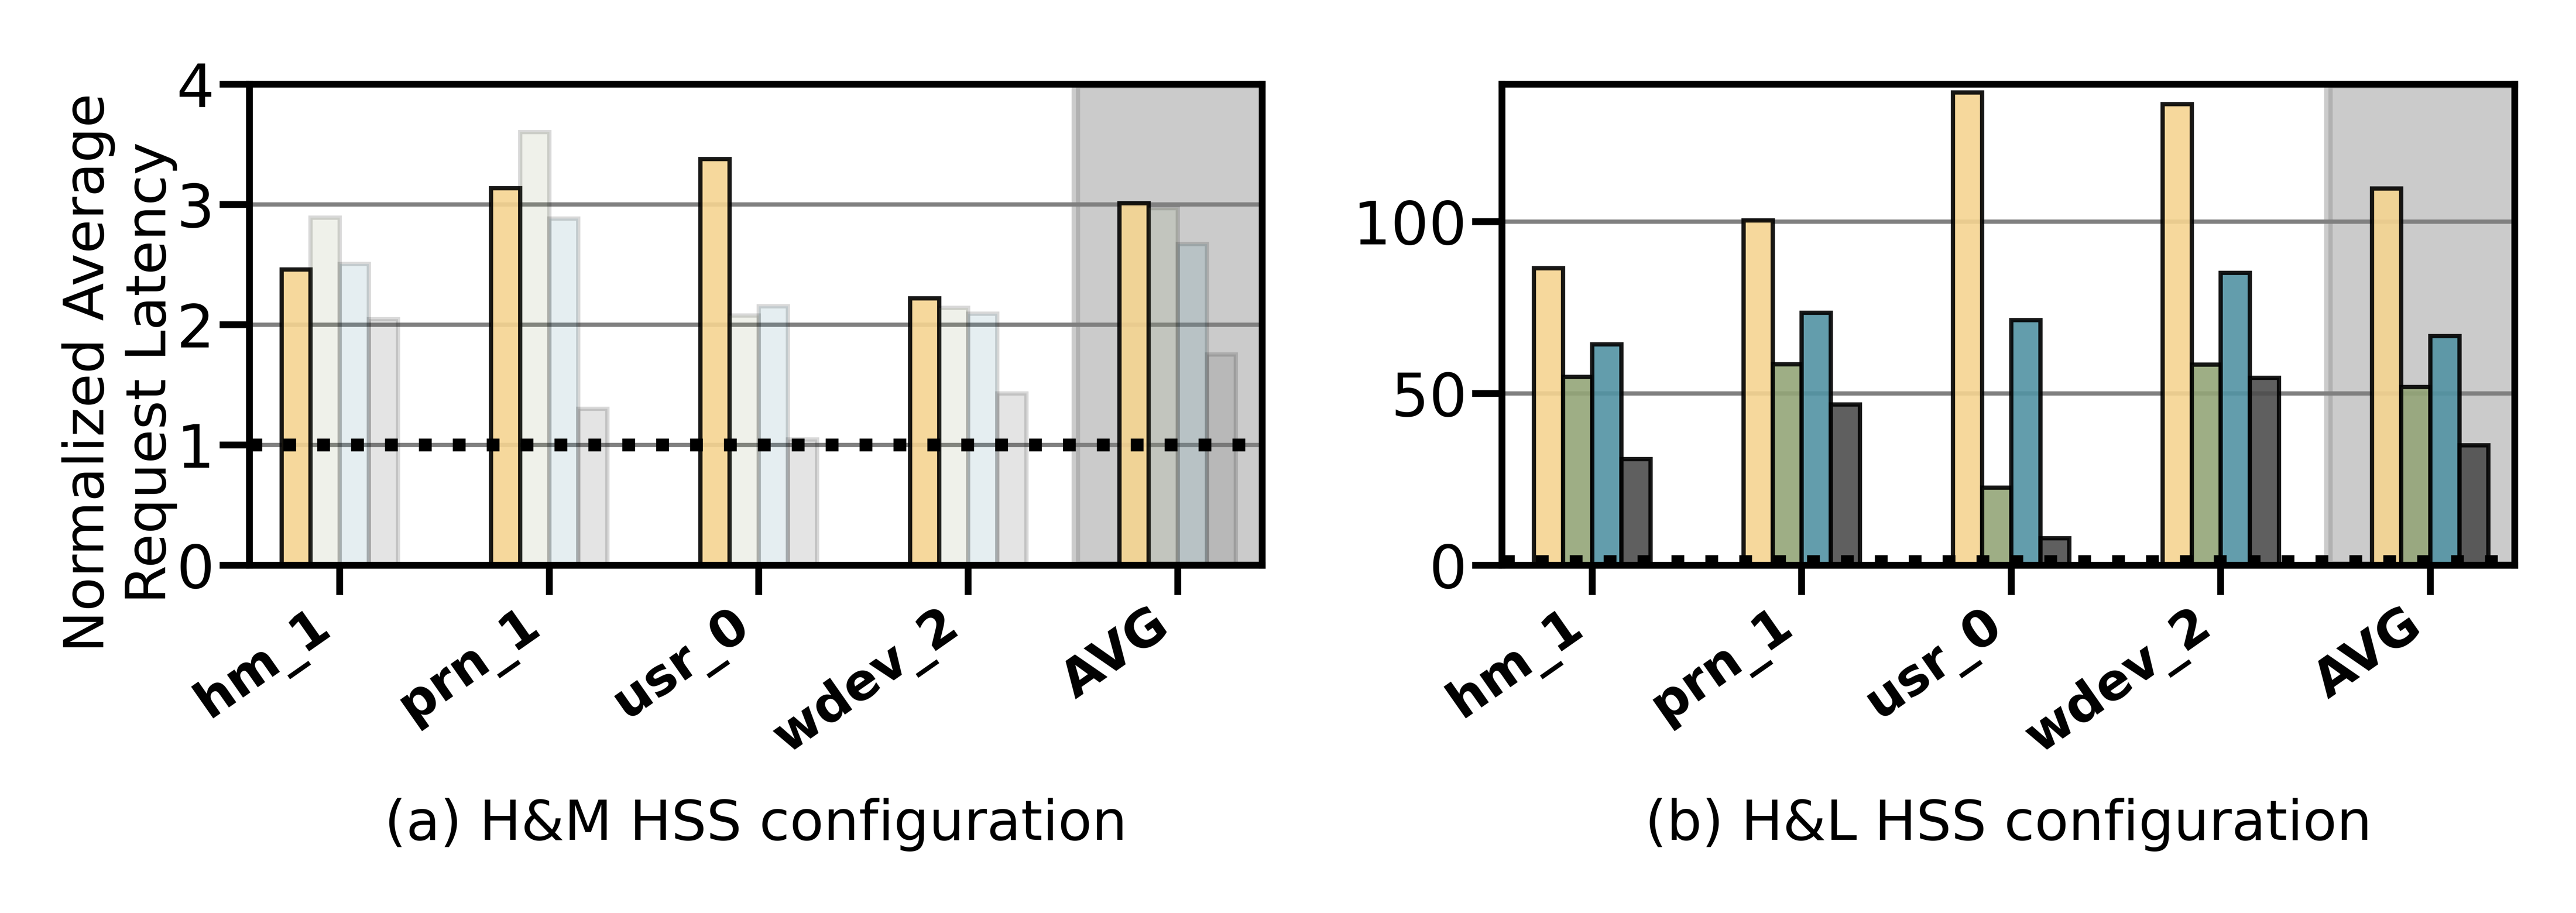 Normalized Average
Request Latency
4
3
2
1
0
hm_1
prn_1
usr_0
wdev_2
AVG
(a) H&M HSS configuration
100
50
0
hm_1
prn_1
usr_0
wdev_2
AVG
(b) H&L HSS configuration